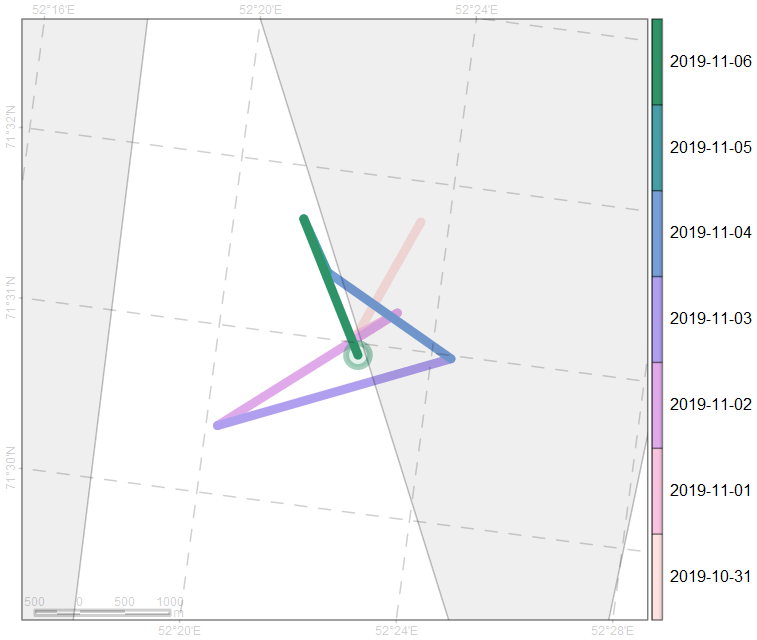 52°16'E 52°20'E 52°24'E
71°32'N
71°31'N
71°30'N
2019-11-06
2019-11-05
2019-11-04
2019-11-03
2019-11-02
2019-11-01
2019-10-31
500 0 500 1000
m
52°20'E 52°24'E 52°28'E